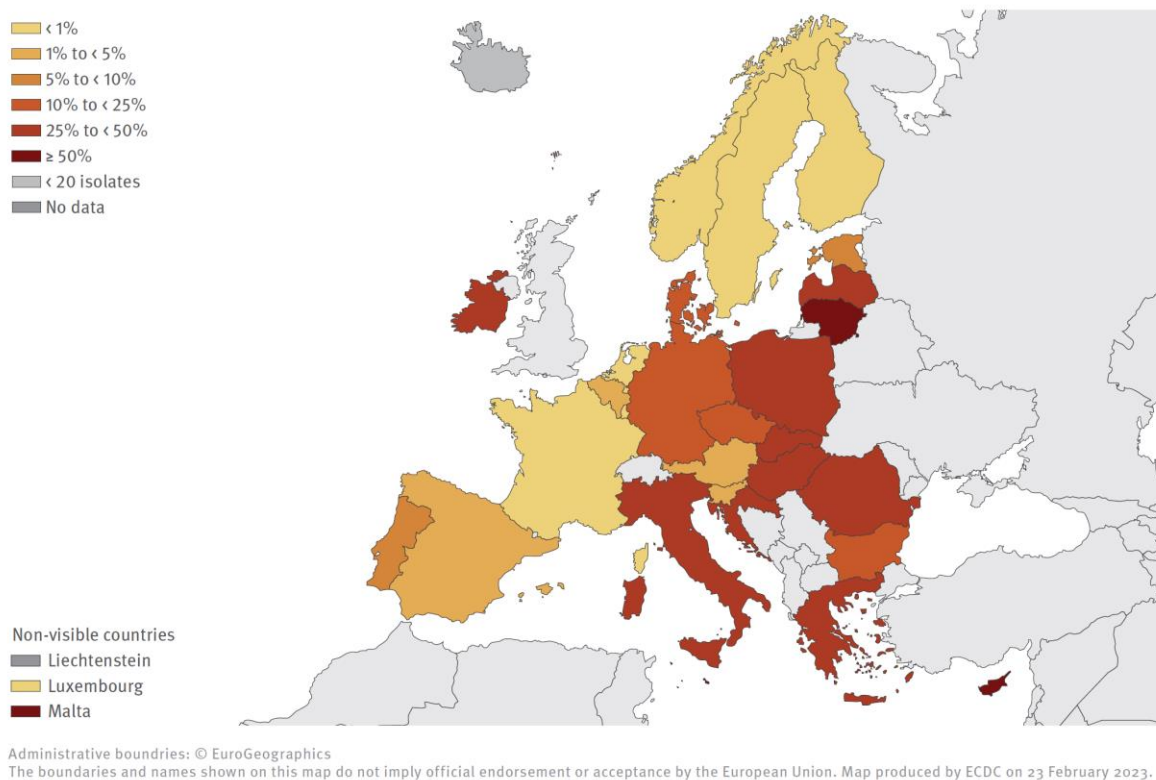 < 1%
1% to < 5%
5% to < 10%
10% to < 25%
25% to < 50%
≥ 50%
< 20 isolates
No data
Non-visible countries
Liechtenstein
Luxembourg
Malta
Administrative boundries: © EuroGeographics
The boundaries and names shown on this map do not imply official endorsement or acceptance by the European Union. Map produced by ECDC on 23 February 2023.